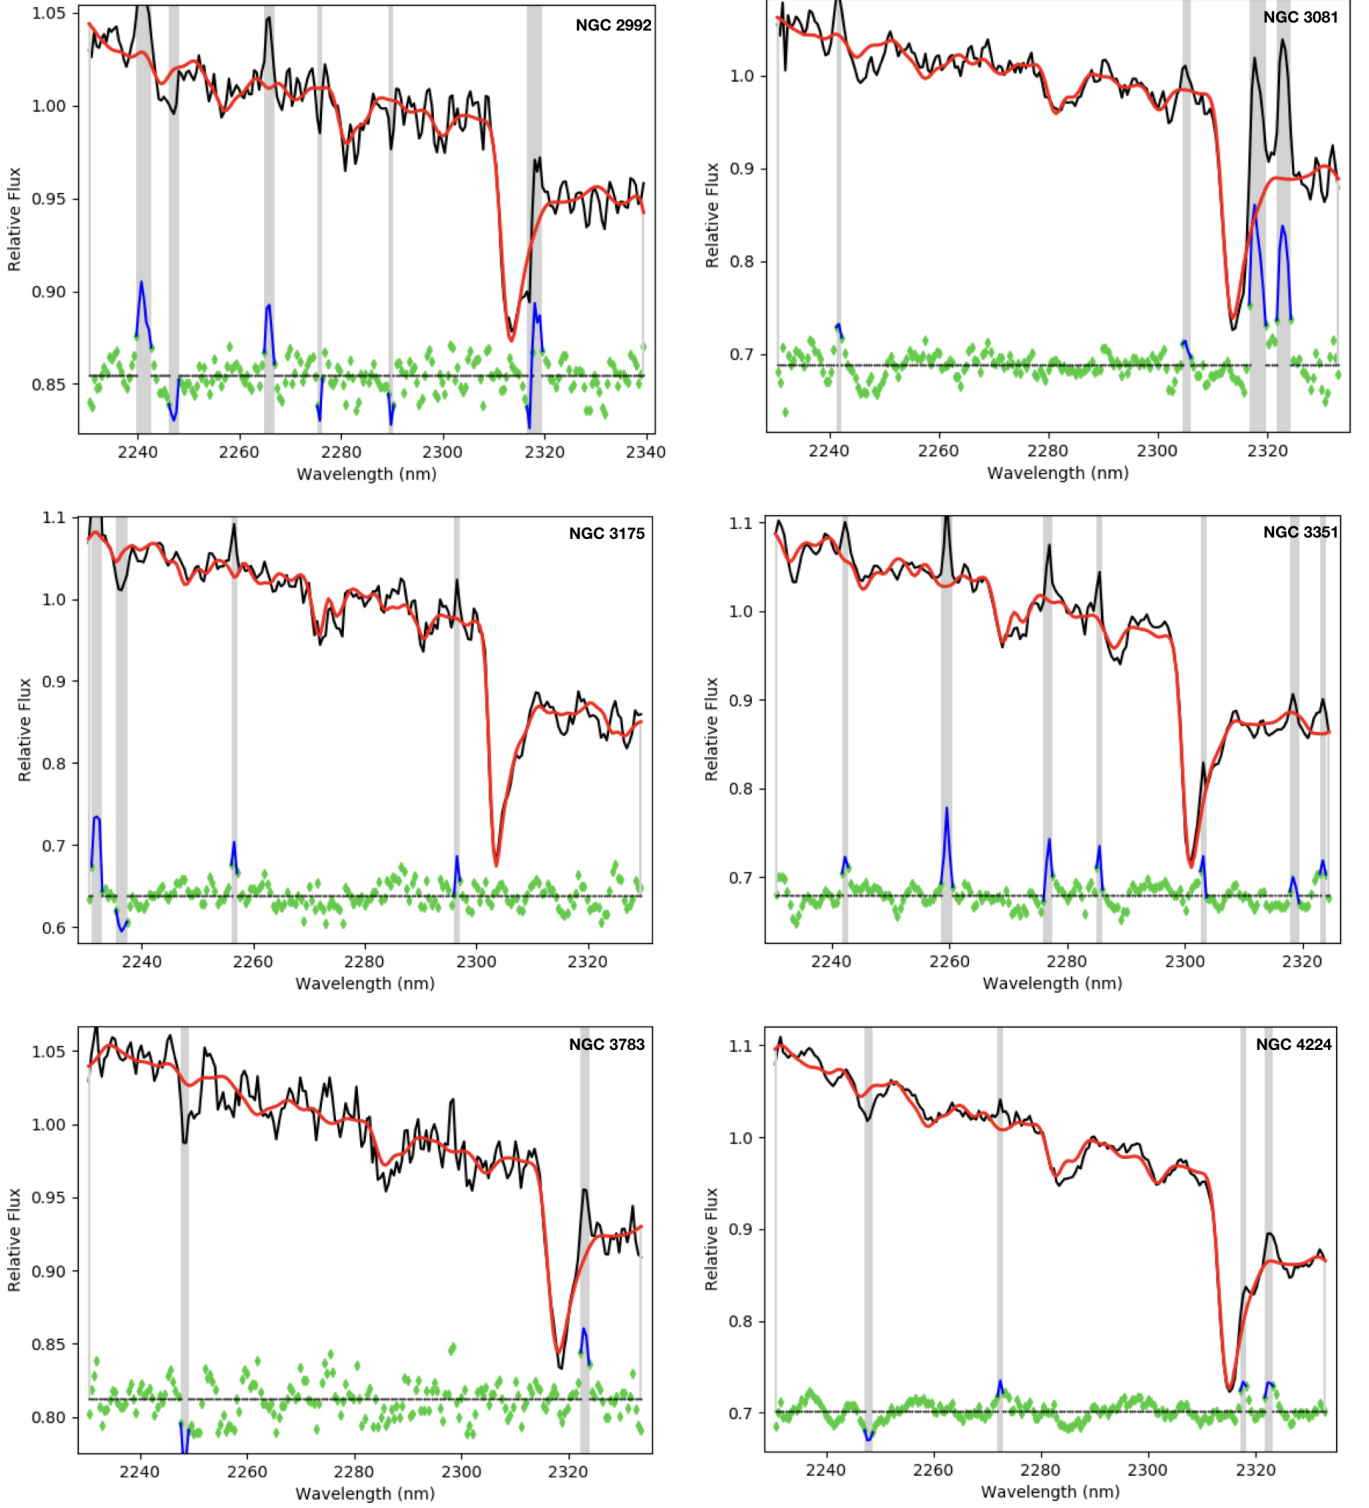 NGC 2992
1.05
1.00
0.95
0.90
0.85
Relative Flux
2240 2260 2280 2300 2320 2340
Wavelength (nm)
NGC 3081
1.0
0.9
0.8
0.7
Relative Flux
2240 2260 2280 2300 2320
Wavelength (nm)
NGC 3175
1.1
1.0
0.9
0.8
0.7
0.6
Relative Flux
2240 2260 2280 2300 2320
Wavelength (nm)
NGC 3351
1.1
1.0
0.9
0.8
0.7
Relative Flux
2240 2260 2280 2300 2320
Wavelength (nm)
NGC 3783
1.05
1.00
0.95
0.90
0.85
0.80
Relative Flux
2240 2260 2280 2300 2320
Wavelength (nm)
NGC 4224
1.1
1.0
0.9
0.8
0.7
Relative Flux
2240 2260 2280 2300 2320
Wavelength (nm)